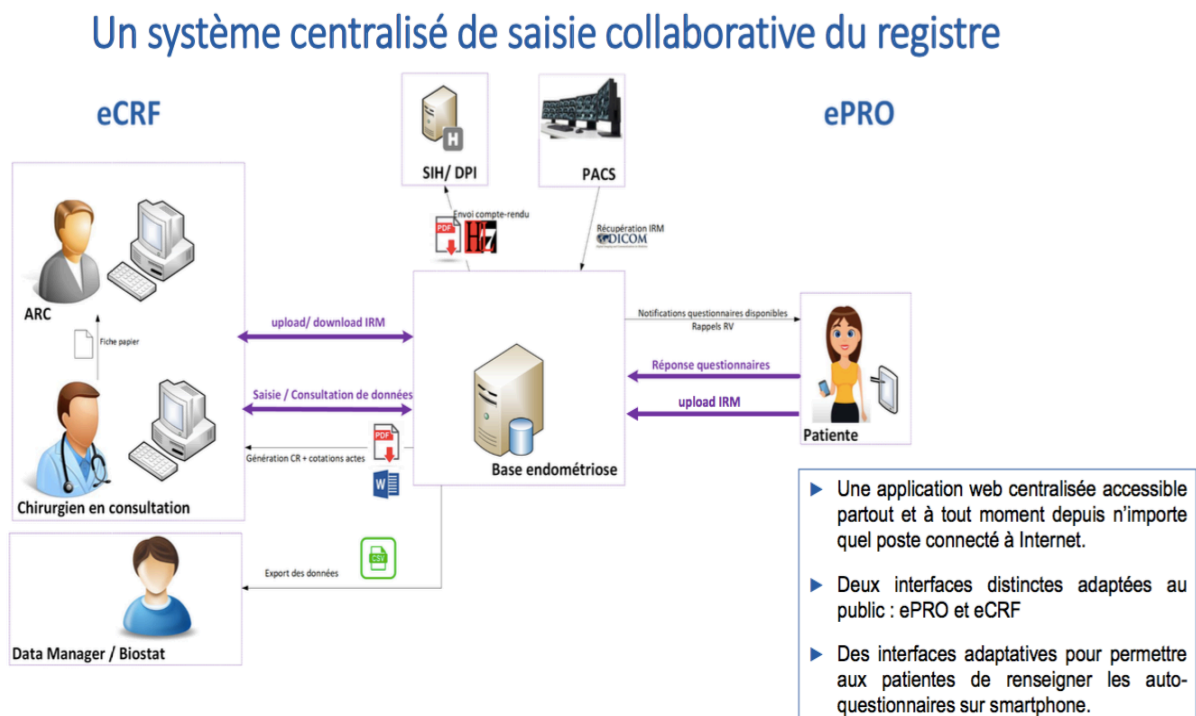 Un système centralisé de saisie collaborative du registre
eCRF
ePRO
H
SIH/ DPI
PACS
Envoi compte-rendu
PDF
HL7
Récupération IRM
DICOM
ARC
Fiche papier
Chirurgien en consultation
upload/ download IRM
Saisie / Consultation de données
PDF
Génération CR + cotations actes
W
Base endométriose
Notifications questionnaires disponibles
Rappels RV
Réponse questionnaires
upload IRM
Patiente
CSV
Export des données
Data Manager / Biostat
Une application web centralisée accessible
partout et à tout moment depuis n'importe
quel poste connecté à Internet.
Deux interfaces distinctes adaptées au
public : ePRO et eCRF
Des interfaces adaptatives pour permettre
aux patientes de renseigner les auto-
questionnaires sur smartphone.